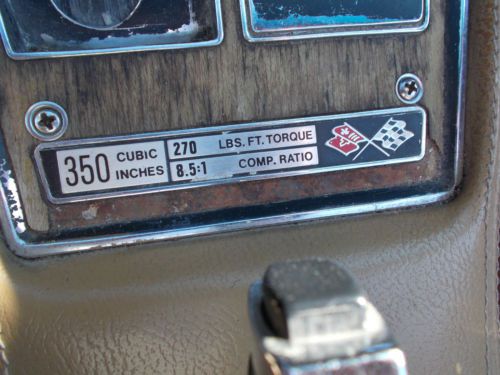 350 CUBIC INCHES
270 LBS. FT. TORQUE
8.5:1 COMP. RATIO